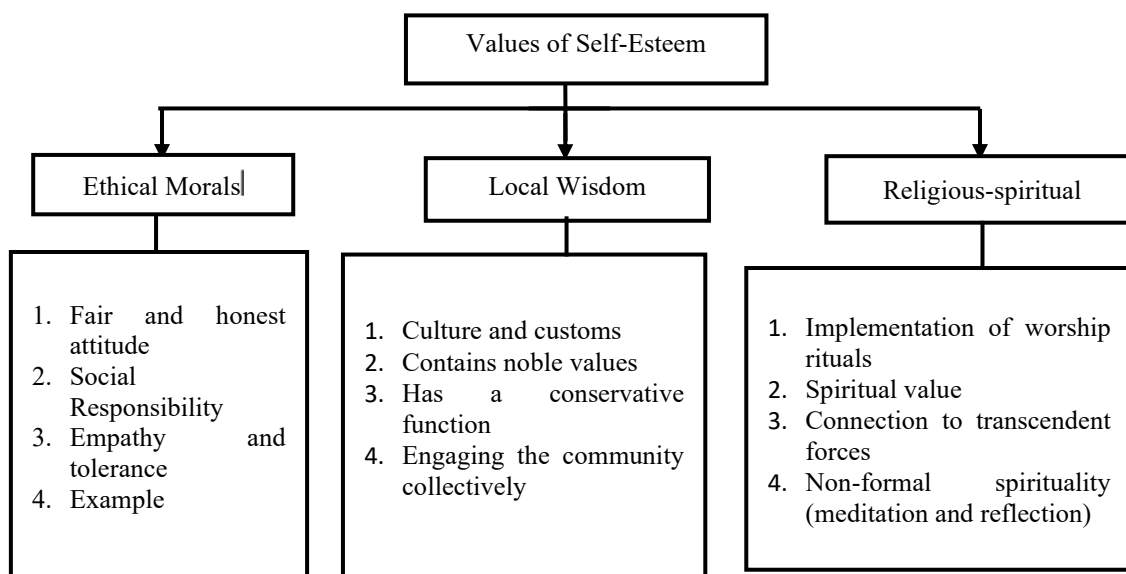 Values of Self-Esteem
Ethical Morals
Local Wisdom
Religious-spiritual
1. Fair and honest
attitude
2. Social
Responsibility
3. Empathy and
tolerance
4. Example
1. Culture and customs
2. Contains noble values
3. Has a conservative
function
4. Engaging the community
collectively
1. Implementation of worship
rituals
2. Spiritual value
3. Connection to transcendent
forces
4. Non-formal spirituality
(meditation and reflection)